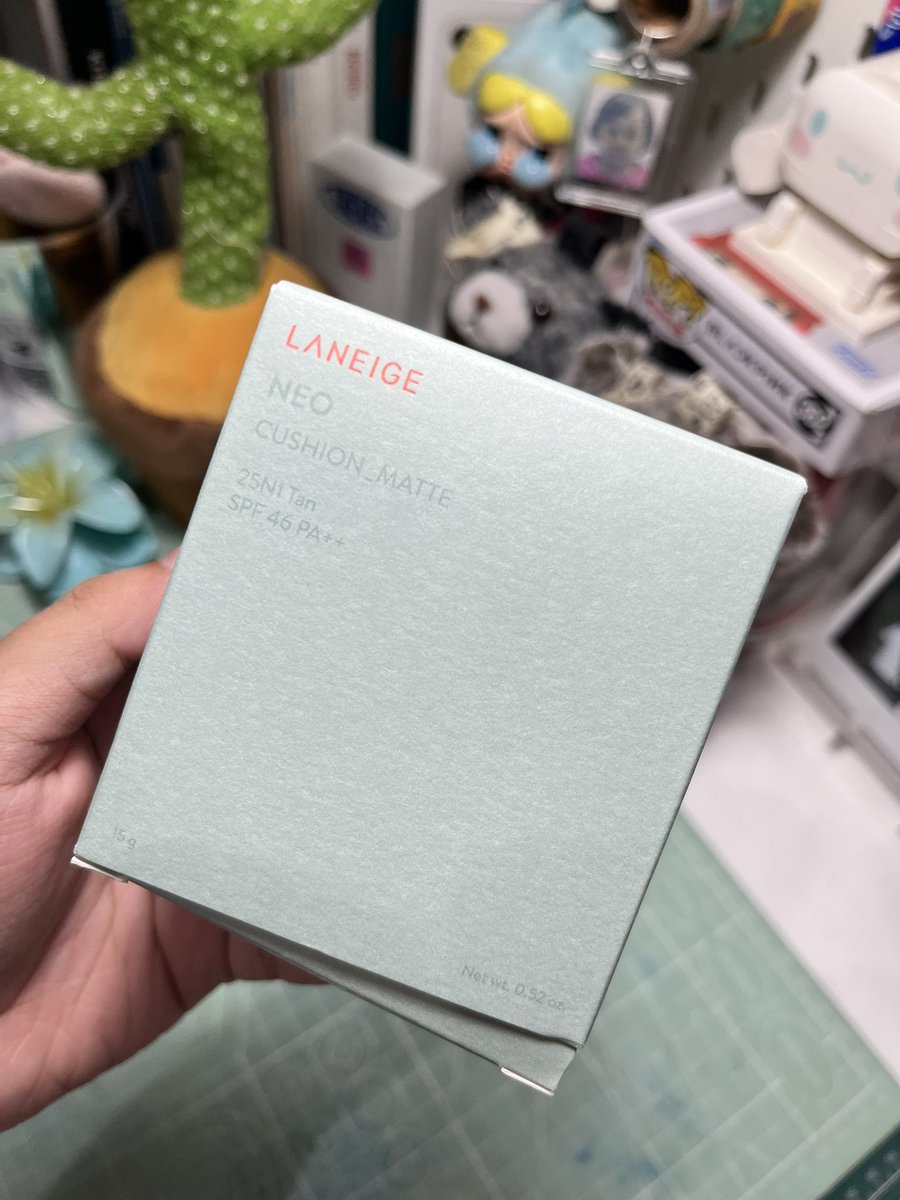 LANEIGE
NEO
CUSHION_MATTE
25N1 Tan
SPF 46 PA++
15 g
Net wt. 0.52 oz.